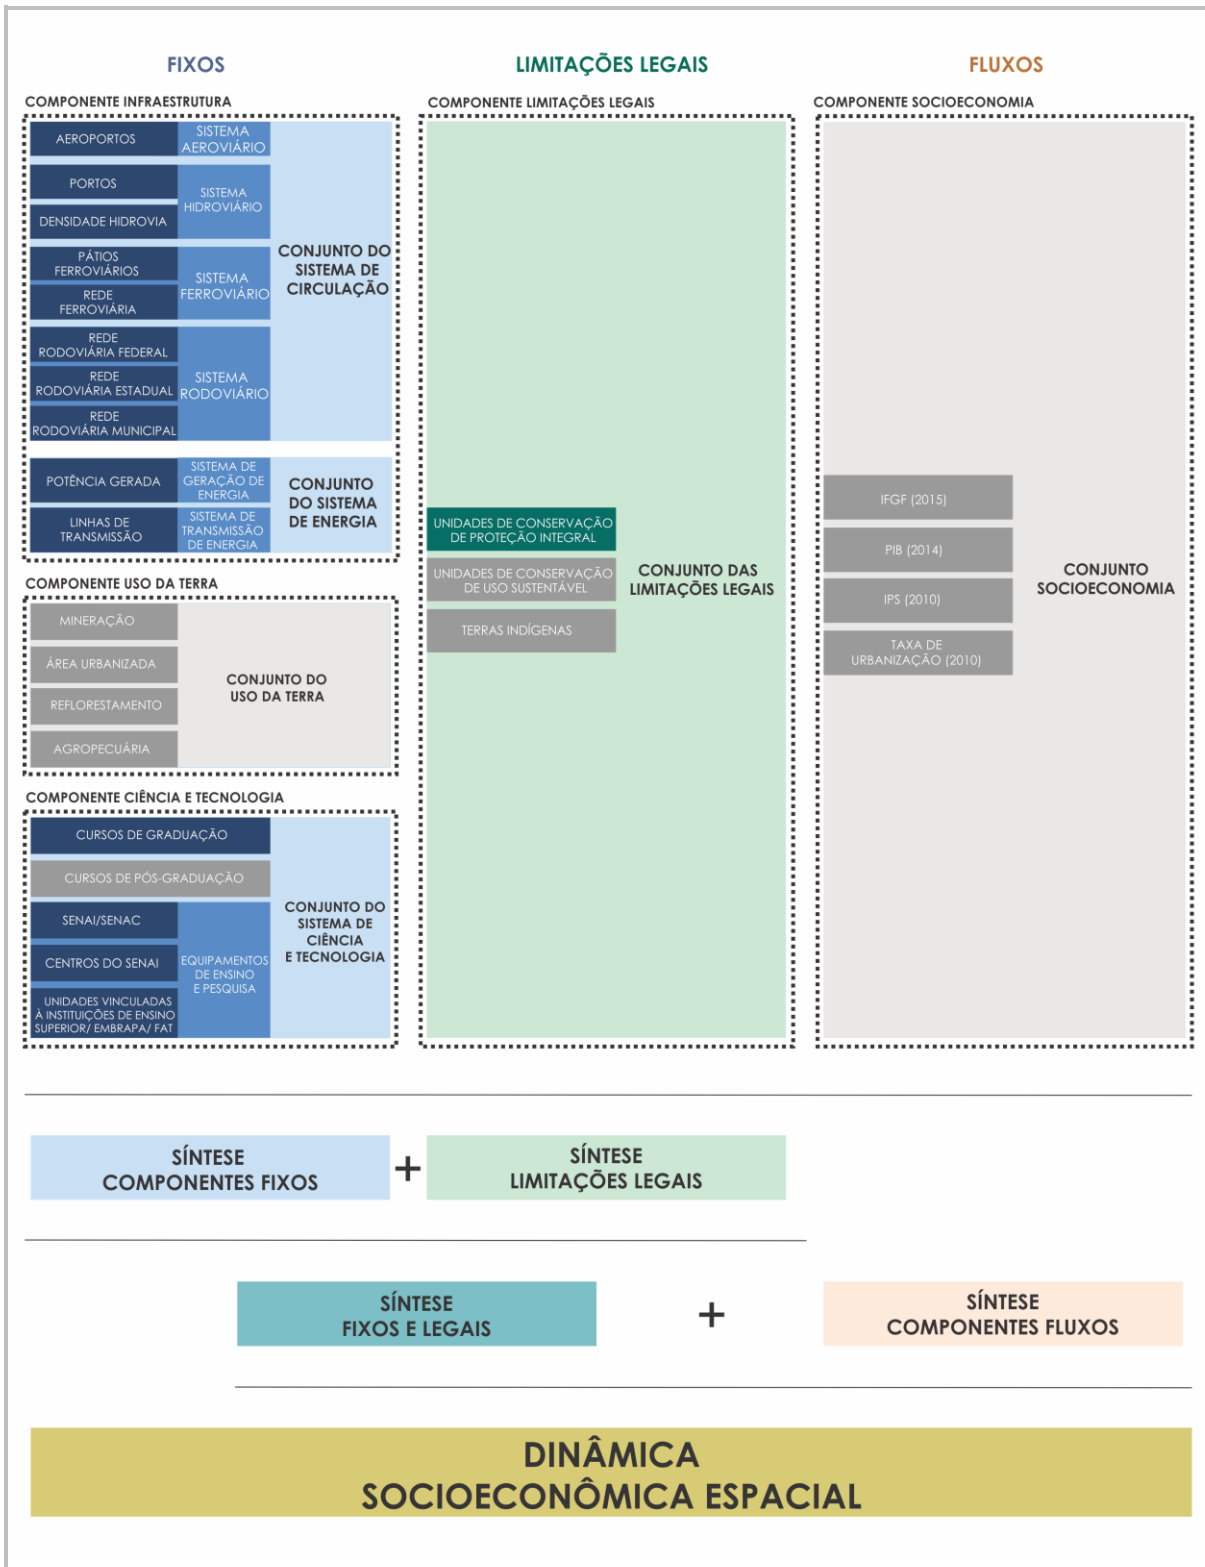 FIXOS
LIMITAÇÕES LEGAIS
FLUXOS
COMPONENTE INFRAESTRUTURA
COMPONENTE LIMITAÇÕES LEGAIS
COMPONENTE SOCIOECONOMIA
AEROPORTOS
SISTEMA
AEROVIÁRIO
PORTOS
DENSIDADE HIDROVIA
SISTEMA
HIDROVIÁRIO
PÁTIOS
FERROVIÁRIOS
REDE
FERROVIÁRIA
SISTEMA
FERROVIÁRIO
REDE
RODOVIÁRIA FEDERAL
REDE
RODOVIÁRIA ESTADUAL
REDE
RODOVIÁRIA MUNICIPAL
SISTEMA
RODOVIÁRIO
CONJUNTO DO
SISTEMA DE
CIRCULAÇÃO
POTÊNCIA GERADA
SISTEMA DE
GERAÇÃO DE
ENERGIA
LINHAS DE
TRANSMISSÃO
SISTEMA DE
TRANSMISSÃO
DE ENERGIA
CONJUNTO
DO SISTEMA
DE ENERGIA
COMPONENTE USO DA TERRA
MINERAÇÃO
ÁREA URBANIZADA
REFLORESTAMENTO
AGROPECUÁRIA
CONJUNTO DO
USO DA TERRA
COMPONENTE CIÊNCIA E TECNOLOGIA
CURSOS DE GRADUAÇÃO
CURSOS DE PÓS-GRADUAÇÃO
SENAI/SENAC
CENTROS DO SENAI
UNIDADES VINCULADAS
À INSTITUIÇÕES DE ENSINO
SUPERIOR/ EMBRAPA/ FAT
EQUIPAMENTOS
DE ENSINO
E PESQUISA
CONJUNTO DO
SISTEMA DE
CIÊNCIA
E TECNOLOGIA
UNIDADES DE CONSERVAÇÃO
DE PROTEÇÃO INTEGRAL
UNIDADES DE CONSERVAÇÃO
DE USO SUSTENTÁVEL
TERRAS INDÍGENAS
CONJUNTO DAS
LIMITAÇÕES LEGAIS
IFGF (2015)
PIB (2014)
IPS (2010)
TAXA DE
URBANIZAÇÃO (2010)
CONJUNTO
SOCIOECONOMIA
SÍNTESE
COMPONENTES FIXOS
+
SÍNTESE
LIMITAÇÕES LEGAIS
SÍNTESE
FIXOS E LEGAIS
+
SÍNTESE
COMPONENTES FLUXOS
DINÂMICA
SOCIOECONÔMICA ESPACIAL